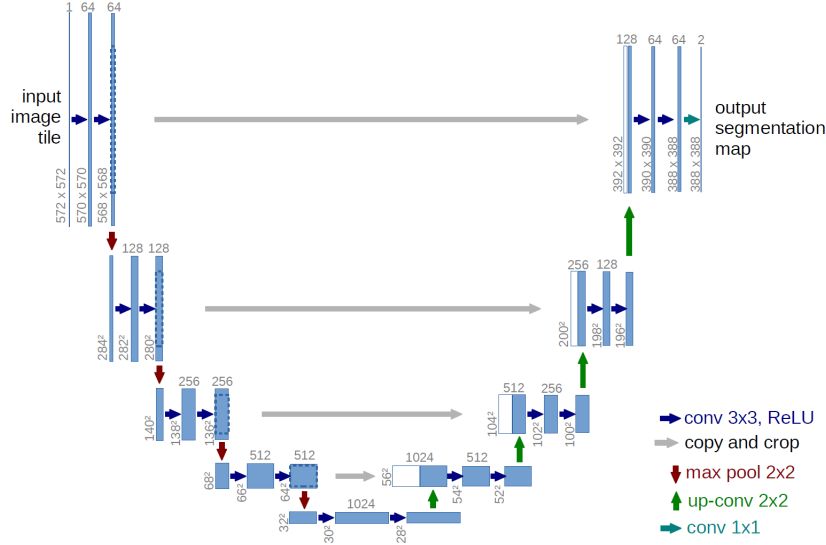 1 64 64
128 64 64 2
input
image
tile
output
segmentation
map
572 x 572
570 x 570
568 x 568
392 x 392
390 x 390
388 x 388
388 x 388
128 128
256 128
284²
282²
280²
200²
198²
196²
256 256
512 256
140²
138²
136²
104²
102²
100²
512 512
1024 512
68²
66²
64²
56²
54²
52²
1024
32²
30²
28²
conv 3x3, ReLU
copy and crop
max pool 2x2
up-conv 2x2
conv 1x1